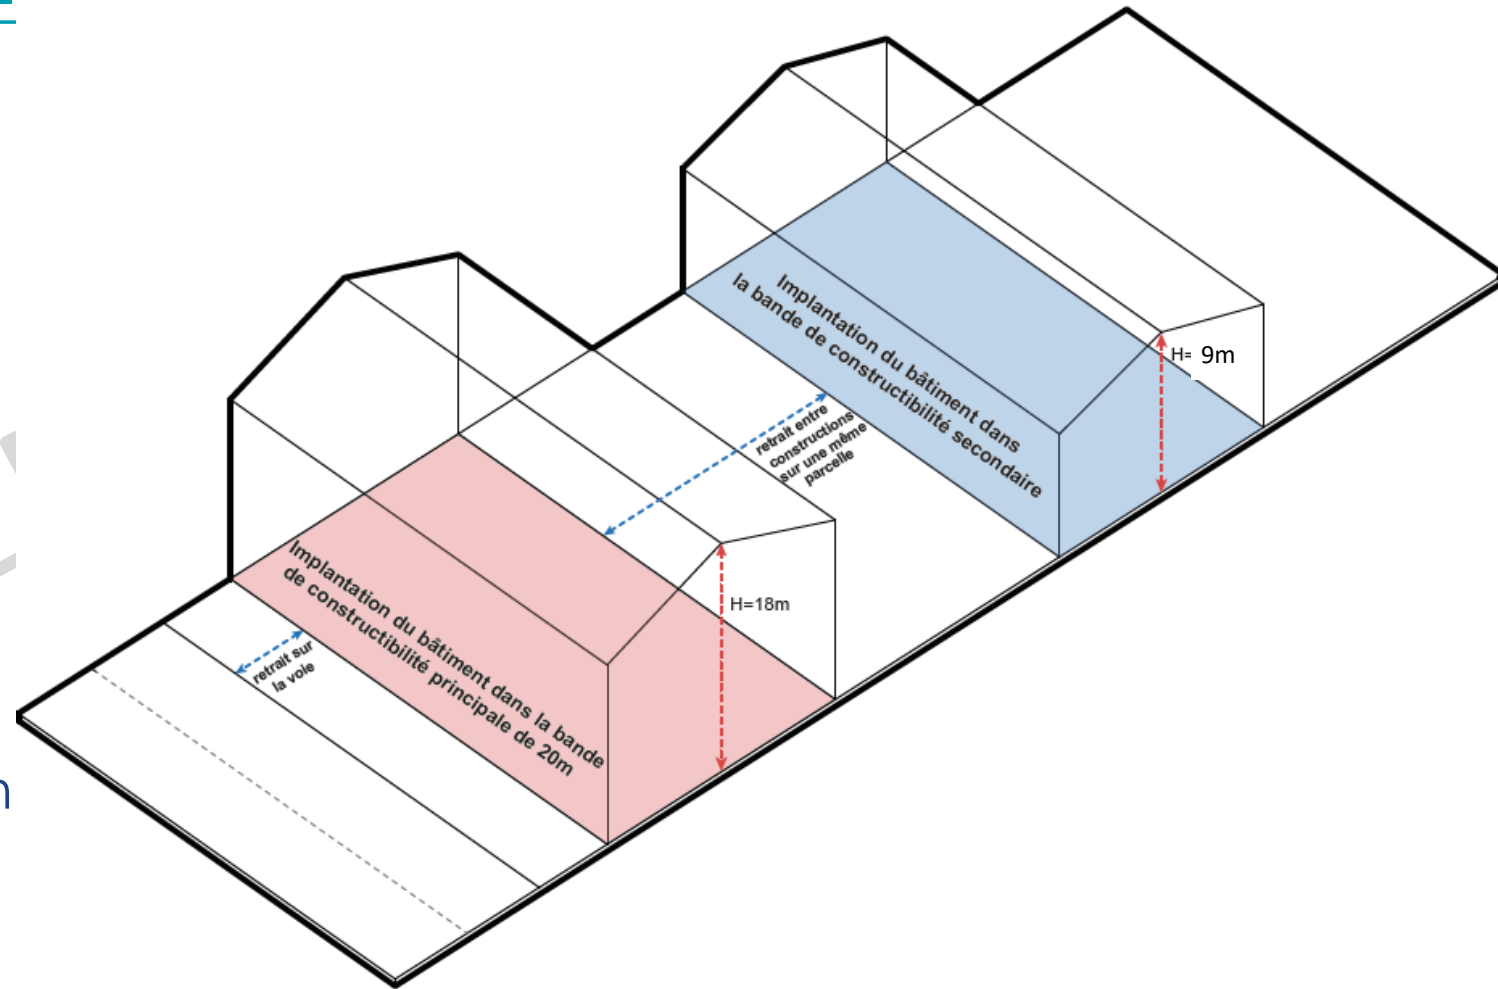 Implantation du bâtiment dans
la bande de constructibilité secondaire
H= 9m
retrait entre
constructions
sur une même
parcelle
H=18m
Implantation du bâtiment dans la bande
de constructibilité principale de 20m
retrait sur
la voie